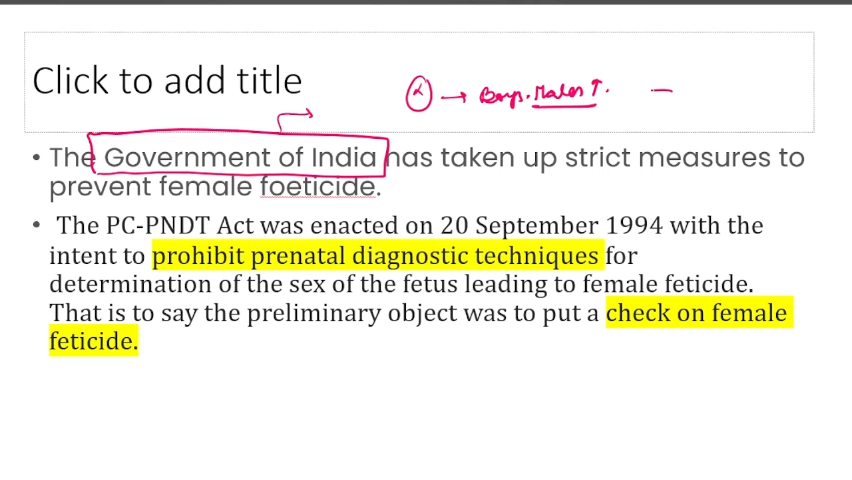 Click to add title
Boys. Males ↑.
• The Government of India has taken up strict measures to
prevent female foeticide.
• The PC-PNDT Act was enacted on 20 September 1994 with the
intent to prohibit prenatal diagnostic techniques for
determination of the sex of the fetus leading to female feticide.
That is to say the preliminary object was to put a check on female
feticide.